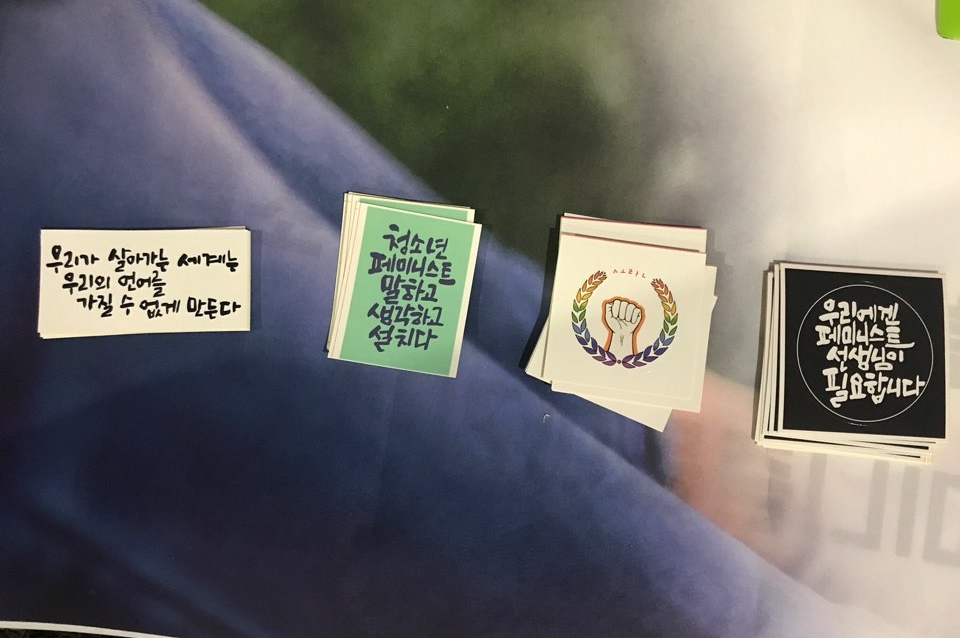 우리가 살아가는 세계는
우리의 언어를
가질 수 없게 만든다
청소년
페미니스트
말하고
생각하고
설치다
우리에겐
페미니스트
선생님이
필요합니다